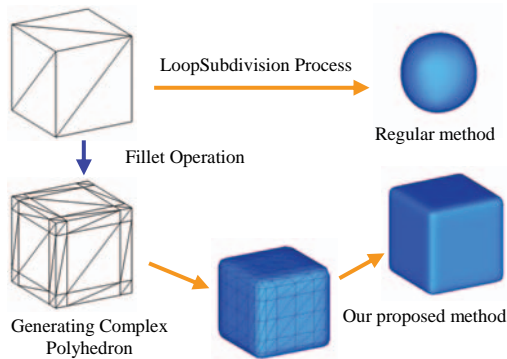 LoopSubdivision Process
Regular method
Fillet Operation
Generating Complex
Polyhedron
Our proposed method